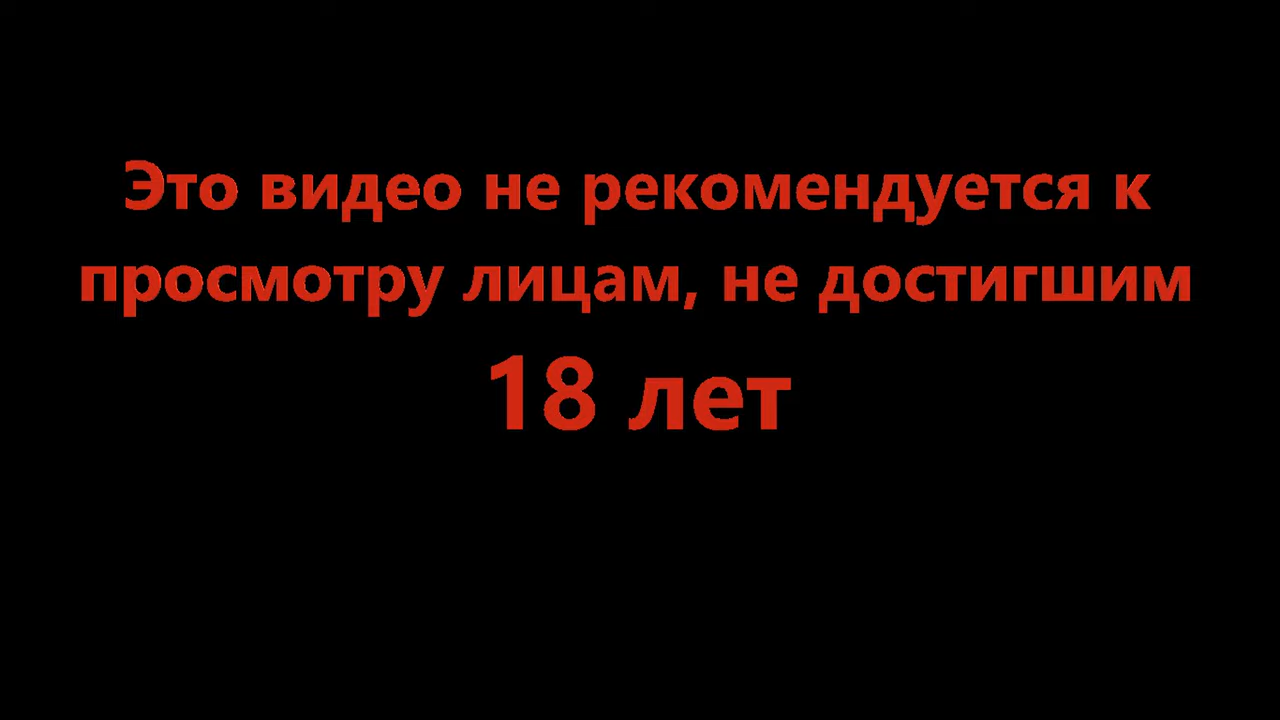 Это видео не рекомендуется к
просмотру лицам, не достигшим
18 лет